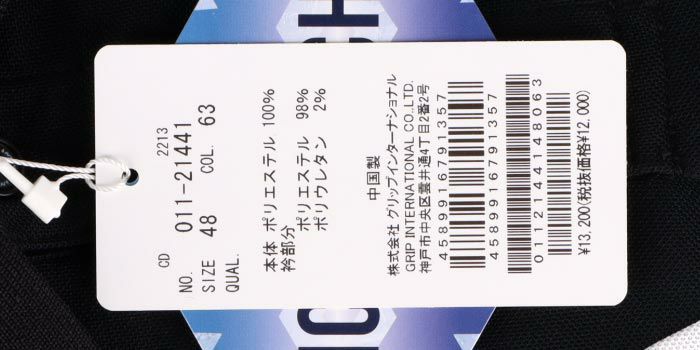 CD 2213
NO. 011-21441
SIZE 48 COL. 63
QUAL.
本体 ポリエステル 100%
衿部分
ポリエステル 98%
ポリウレタン 2%
中国製
株式会社 グリップインターナショナル
GRIP INTERNATIONAL CO.,LTD.
神戸市中央区葺井通4丁目2番2号
4589916791357
4589916791357
0112144148063
¥13,200(税抜価格¥12,000)